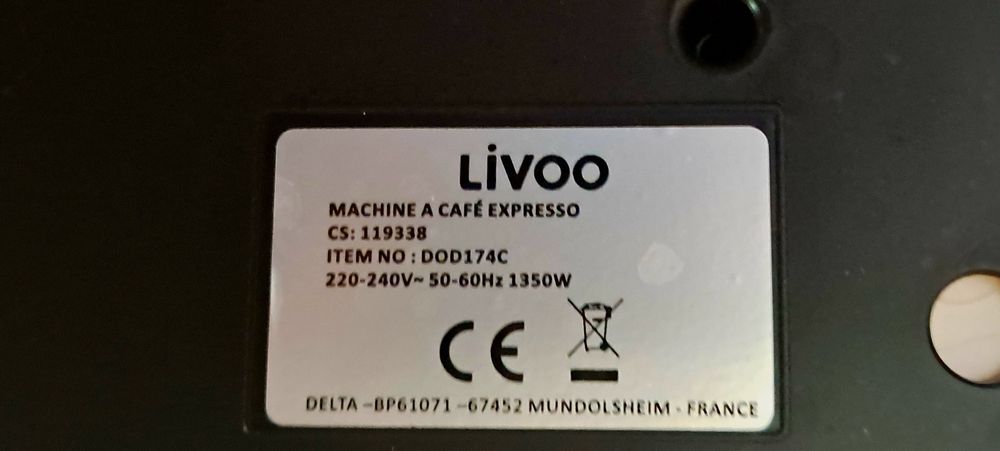 LiVOO
MACHINE A CAFÉ EXPRESSO
CS: 119338
ITEM NO : DOD174C
220-240V~ 50-60Hz 1350W
CE
DELTA –BP61071 –67452 MUNDOLSHEIM - FRANCE